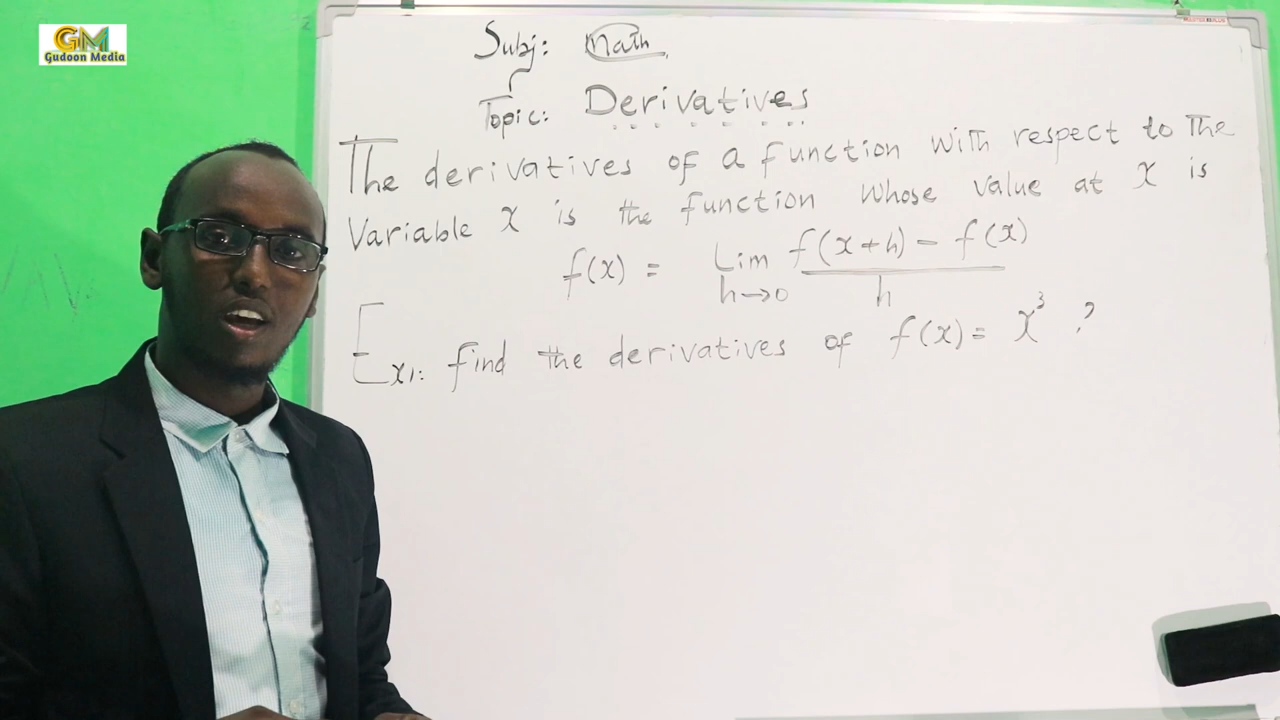 GM
Gudoon Media
Subj: Math
Topic: Derivatives
The derivatives of a function with respect to The
Variable x is the function whose value at x is
f(x) = Lim h→0 f(x+h) - f(x) / h
Ex1: find the derivatives of f(x) = x³ ?